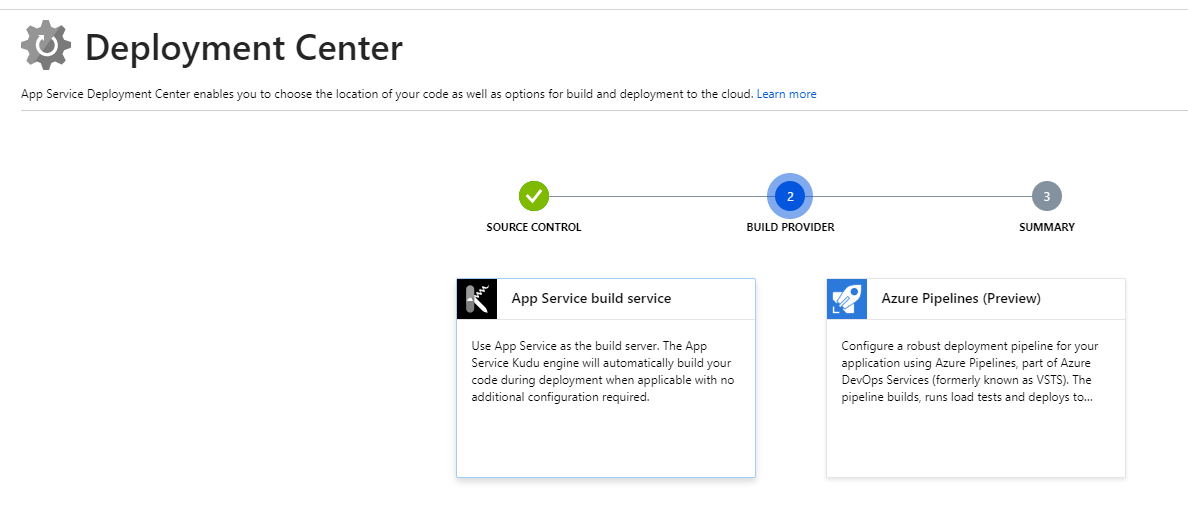 Deployment Center
App Service Deployment Center enables you to choose the location of your code as well as options for build and deployment to the cloud. Learn more
2
3
SOURCE CONTROL
BUILD PROVIDER
SUMMARY
App Service build service
Use App Service as the build server. The App
Service Kudu engine will automatically build your
code during deployment when applicable with no
additional configuration required.
Azure Pipelines (Preview)
Configure a robust deployment pipeline for your
application using Azure Pipelines, part of Azure
DevOps Services (formerly known as VSTS). The
pipeline builds, runs load tests and deploys to...